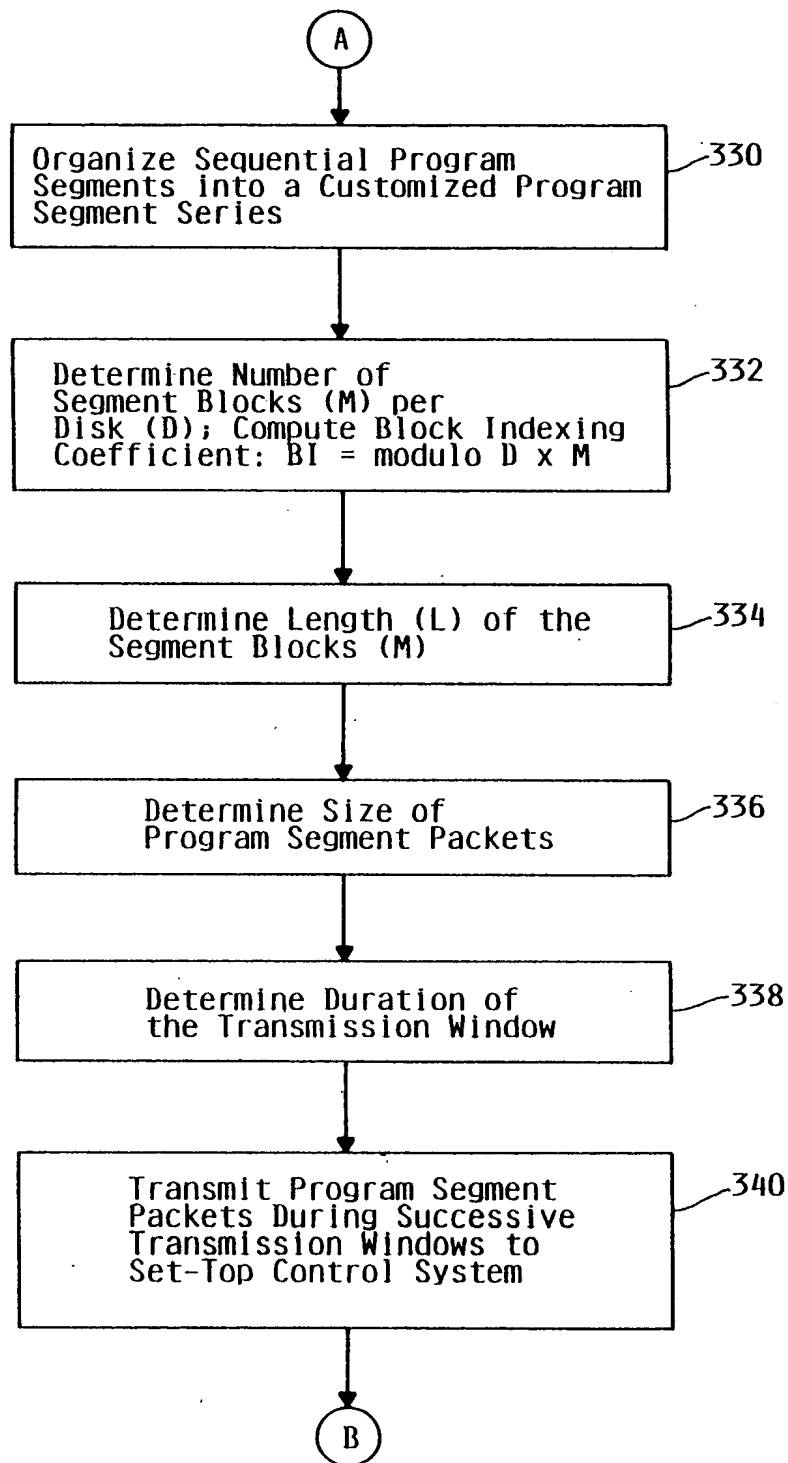 A
Organize Sequential Program
Segments into a Customized Program
Segment Series
330
Determine Number of
Segment Blocks (M) per
Disk (D); Compute Block Indexing
Coefficient: BI = modulo D x M
332
Determine Length (L) of the
Segment Blocks (M)
334
Determine Size of
Program Segment Packets
336
Determine Duration of
the Transmission Window
338
Transmit Program Segment
Packets During Successive
Transmission Windows to
Set-Top Control System
340
B